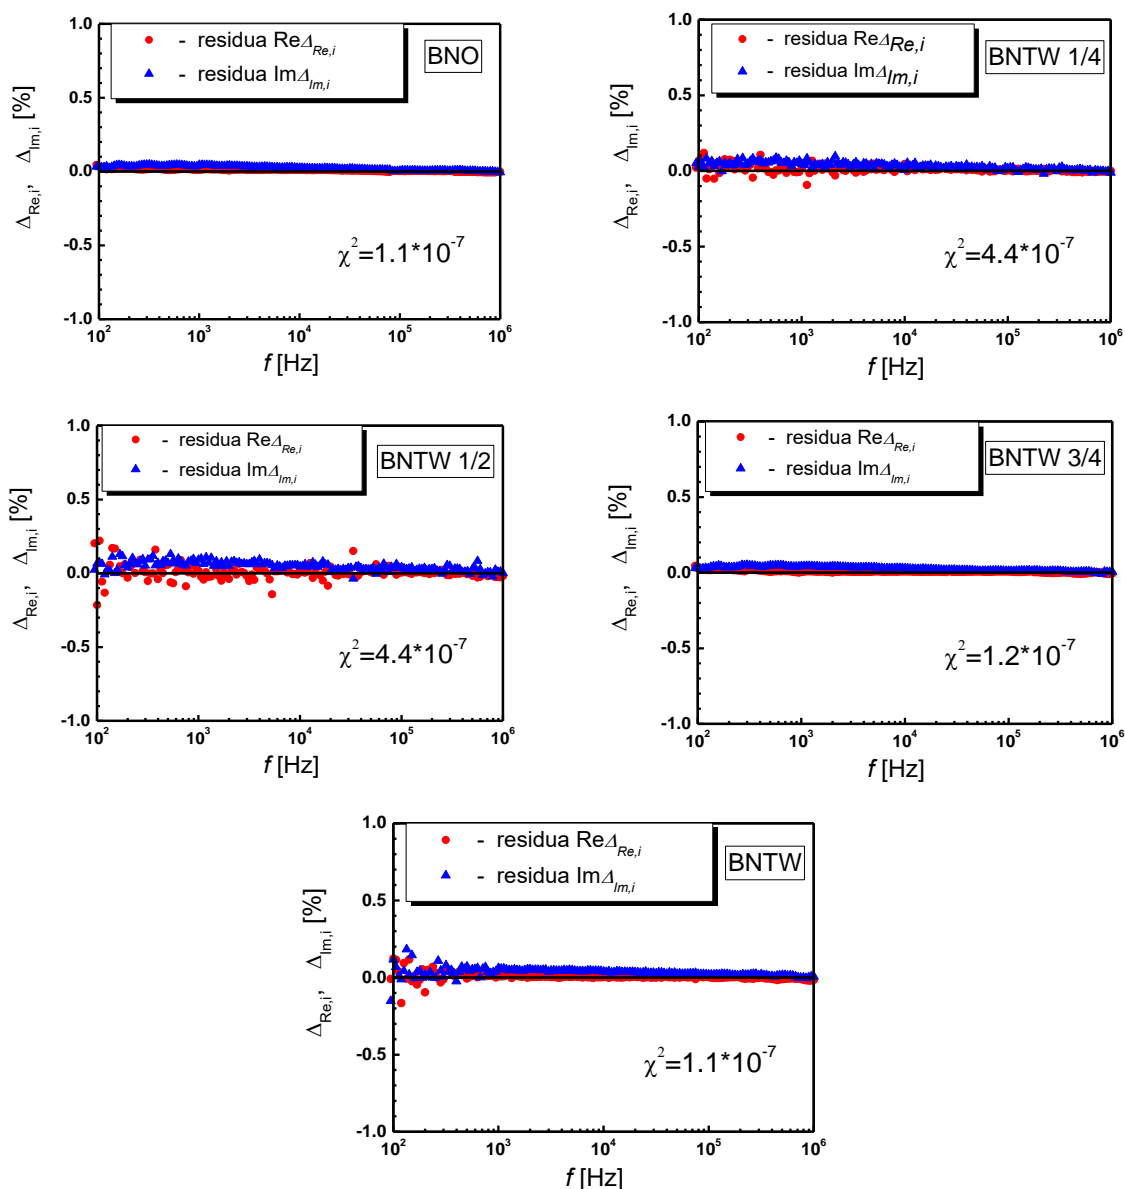 1.0
- residua ReΔRe,i
- residua ImΔIm,i
BNO
0.5
0.0
-0.5
-1.0
ΔRe,i, ΔIm,i [%]
χ²=1.1*10⁻⁷
10² 10³ 10⁴ 10⁵ 10⁶
f [Hz]
1.0
- residua ReΔRe,i
- residua ImΔIm,i
BNTW 1/4
0.5
0.0
-0.5
-1.0
ΔRe,i, ΔIm,i [%]
χ²=4.4*10⁻⁷
10² 10³ 10⁴ 10⁵ 10⁶
f [Hz]
1.0
- residua ReΔRe,i
- residua ImΔIm,i
BNTW 1/2
0.5
0.0
-0.5
-1.0
ΔRe,i, ΔIm,i [%]
χ²=4.4*10⁻⁷
10² 10³ 10⁴ 10⁵ 10⁶
f [Hz]
1.0
- residua ReΔRe,i
- residua ImΔIm,i
BNTW 3/4
0.5
0.0
-0.5
-1.0
ΔRe,i, ΔIm,i [%]
χ²=1.2*10⁻⁷
10² 10³ 10⁴ 10⁵ 10⁶
f [Hz]
1.0
- residua ReΔRe,i
- residua ImΔIm,i
BNTW
0.5
0.0
-0.5
-1.0
ΔRe,i, ΔIm,i [%]
χ²=1.1*10⁻⁷
10² 10³ 10⁴ 10⁵ 10⁶
f [Hz]